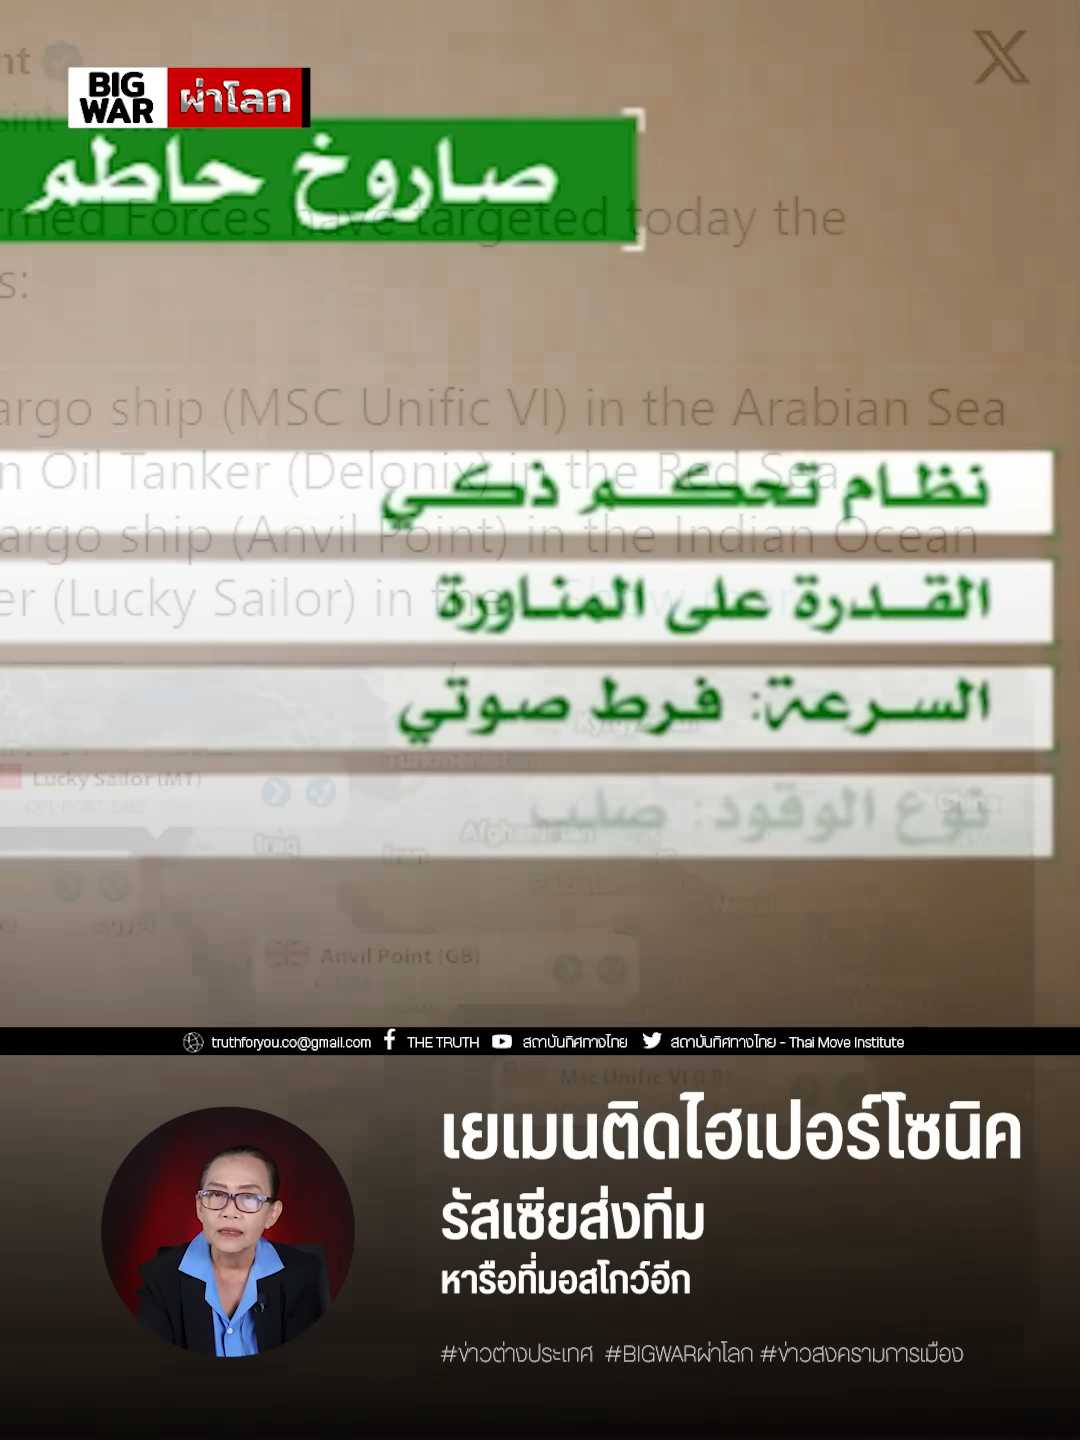 nt
BIG
WAR
ผ่าโลก
صاروخ حاطم
Forces have targeted today the
s:
argo ship (MSC Unific VI) in the Arabian Sea
n Oil Tanker (Delonix) in the Red Sea
نظام تحكم ذكي
argo ship (Anvil Point) in the Indian Ocean
er (Lucky Sailor) in the
القدرة على المناورة
السرعة: فرط صوتي
Kyrgyzstan
Turkmenistan
Lucky Sailor (MT)
نوع الوقود: صلب
China
Afghanistan
Iraq
Iran
Pakistan
Egypt
Anvil Point (GB)
truthforyou.co@gmail.com THE TRUTH สถาบันทิศทางไทย สถาบันทิศทางไทย - Thai Move Institute
Msc Unific VI (LR)
เยเมนติดไฮเปอร์โซนิค
รัสเซียส่งทีม
หารือที่มอสโกว์อีก
#ข่าวต่างประเทศ #BIGWARผ่าโลก #ข่าวสงครามการเมือง